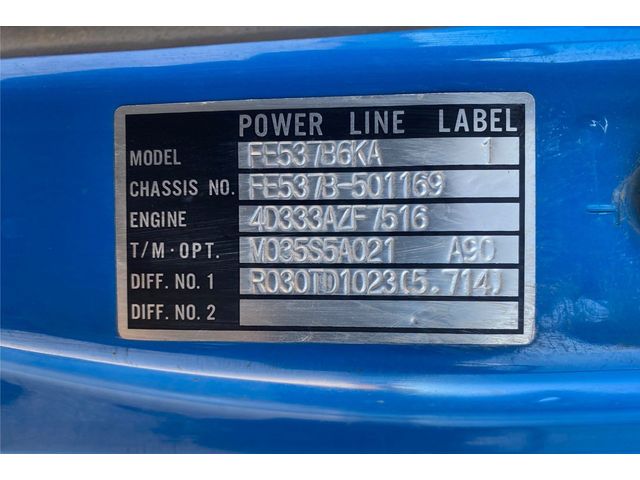 POWER LINE LABEL
MODEL FE537B6KA 1
CHASSIS NO. FE537B-501169
ENGINE 4D333AZF7516
T/M·OPT. M035S5A021 A90
DIFF. NO. 1 R030TD1023(5.714)
DIFF. NO. 2